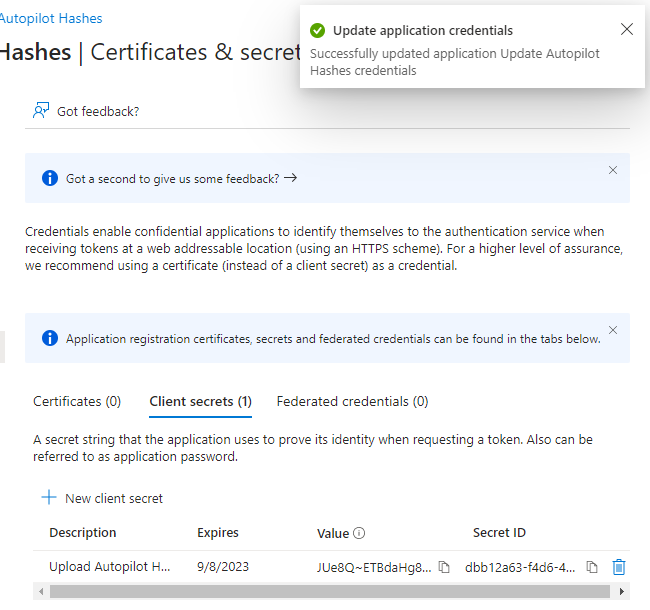 Autopilot Hashes
Hashes | Certificates & secret
Update application credentials
Successfully updated application Update Autopilot
Hashes credentials
Got feedback?
Got a second to give us some feedback? →
Credentials enable confidential applications to identify themselves to the authentication service when
receiving tokens at a web addressable location (using an HTTPS scheme). For a higher level of assurance,
we recommend using a certificate (instead of a client secret) as a credential.
Application registration certificates, secrets and federated credentials can be found in the tabs below.
Certificates (0) Client secrets (1) Federated credentials (0)
A secret string that the application uses to prove its identity when requesting a token. Also can be
referred to as application password.
New client secret
Description Expires Value Secret ID
Upload Autopilot H... 9/8/2023 JUe8Q~ETBdaHg8... dbb12a63-f4d6-4...